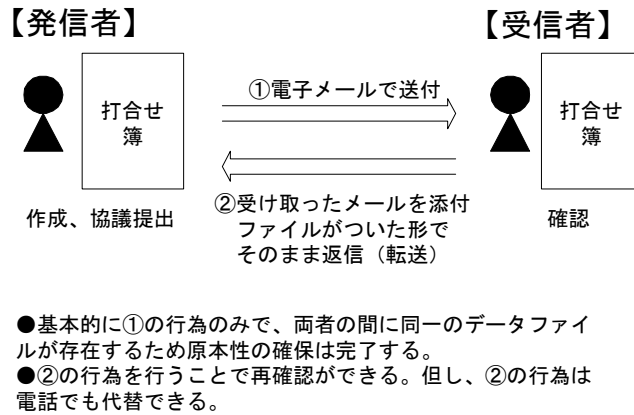 【発信者】
【受信者】
打合せ
簿
①電子メールで送付
打合せ
簿
作成、協議提出
②受け取ったメールを添付
ファイルがついた形で
そのまま返信（転送）
確認
●基本的に①の行為のみで、両者の間に同一のデータファイ
ルが存在するため原本性の確保は完了する。
●②の行為を行うことで再確認ができる。但し、②の行為は
電話でも代替できる。